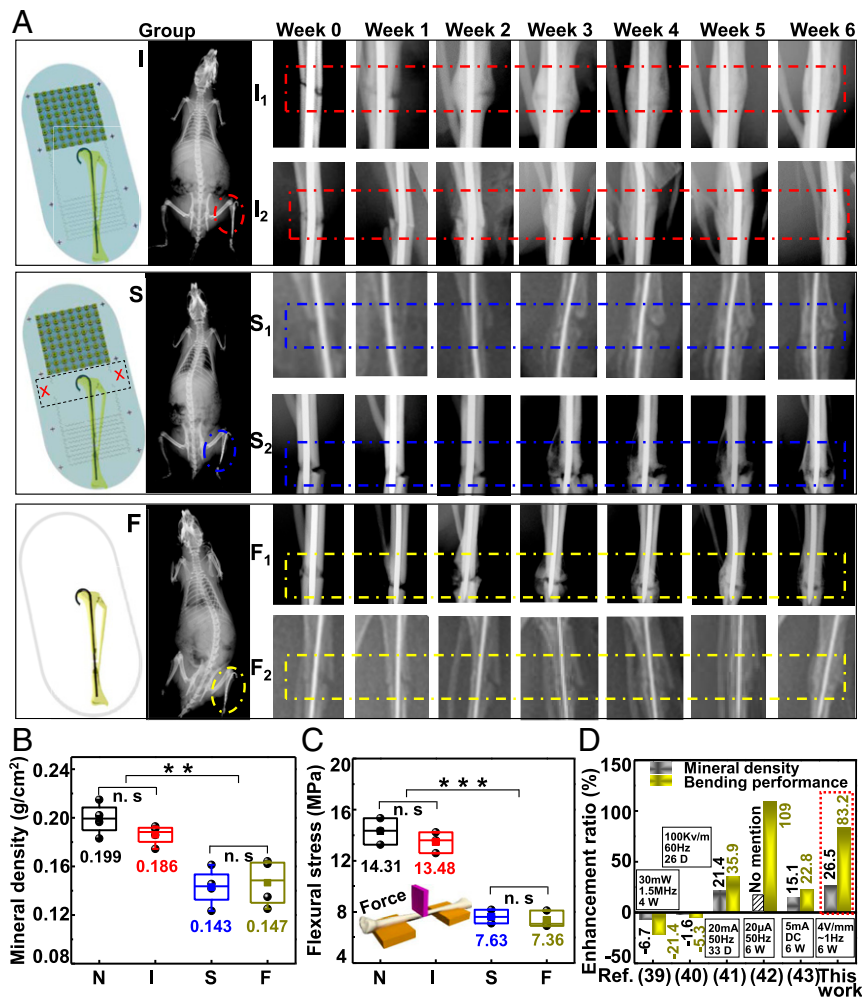 A
Group
Week 0 Week 1 Week 2 Week 3 Week 4 Week 5 Week 6
I
I1
I2
S
X X
S1
S2
F
F1
F2
B
Mineral density (g/cm2)
0.24
0.20
0.16
0.12
0.08
* *
n. s
n. s
0.199
0.186
0.143
0.147
N I S F
C
Flexural stress (MPa)
20
16
12
8
4
* * *
n. s
n. s
14.31
13.48
Force
7.63
7.36
N I S F
D
Enhancement ratio (%)
150
100
50
0
-50
Mineral density
Bending performance
30mW
1.5MHz
4 W
100Kv/m
60Hz
26 D
20mA
50Hz
33 D
20μA
50Hz
6 W
5mA
DC
6 W
4V/mm
~1Hz
6 W
-6.7
-21.4
-1.6
-5.3
21.4
35.9
No mention
109
15.1
22.8
26.5
83.2
Ref. (39) (40) (41) (42) (43) This
work